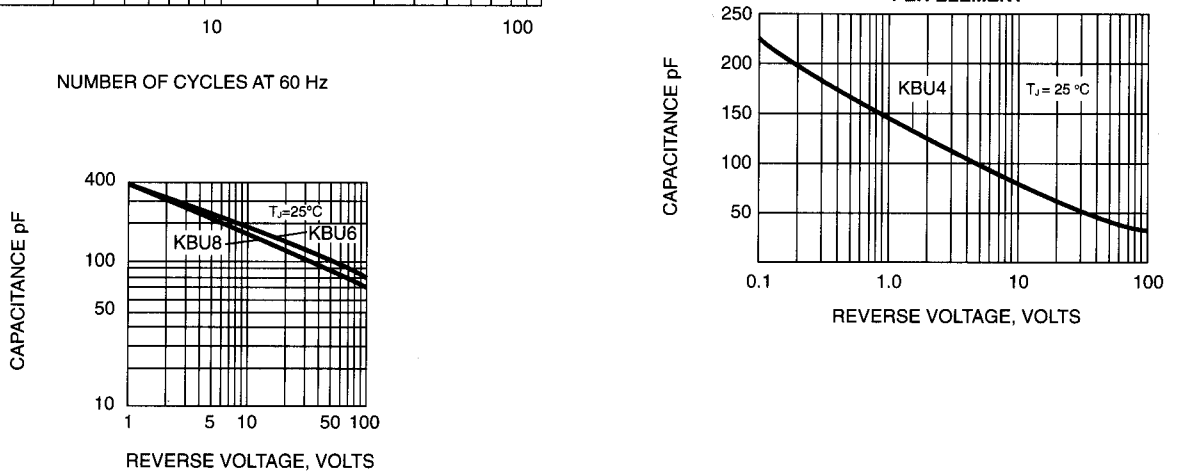 10 100
NUMBER OF CYCLES AT 60 Hz
400
100
50
10
CAPACITANCE pF
TJ=25°C
KBU8
KBU6
1 5 10 50 100
REVERSE VOLTAGE, VOLTS
250
200
150
100
50
CAPACITANCE pF
KBU4
TJ = 25 °C
0.1 1.0 10 100
REVERSE VOLTAGE, VOLTS